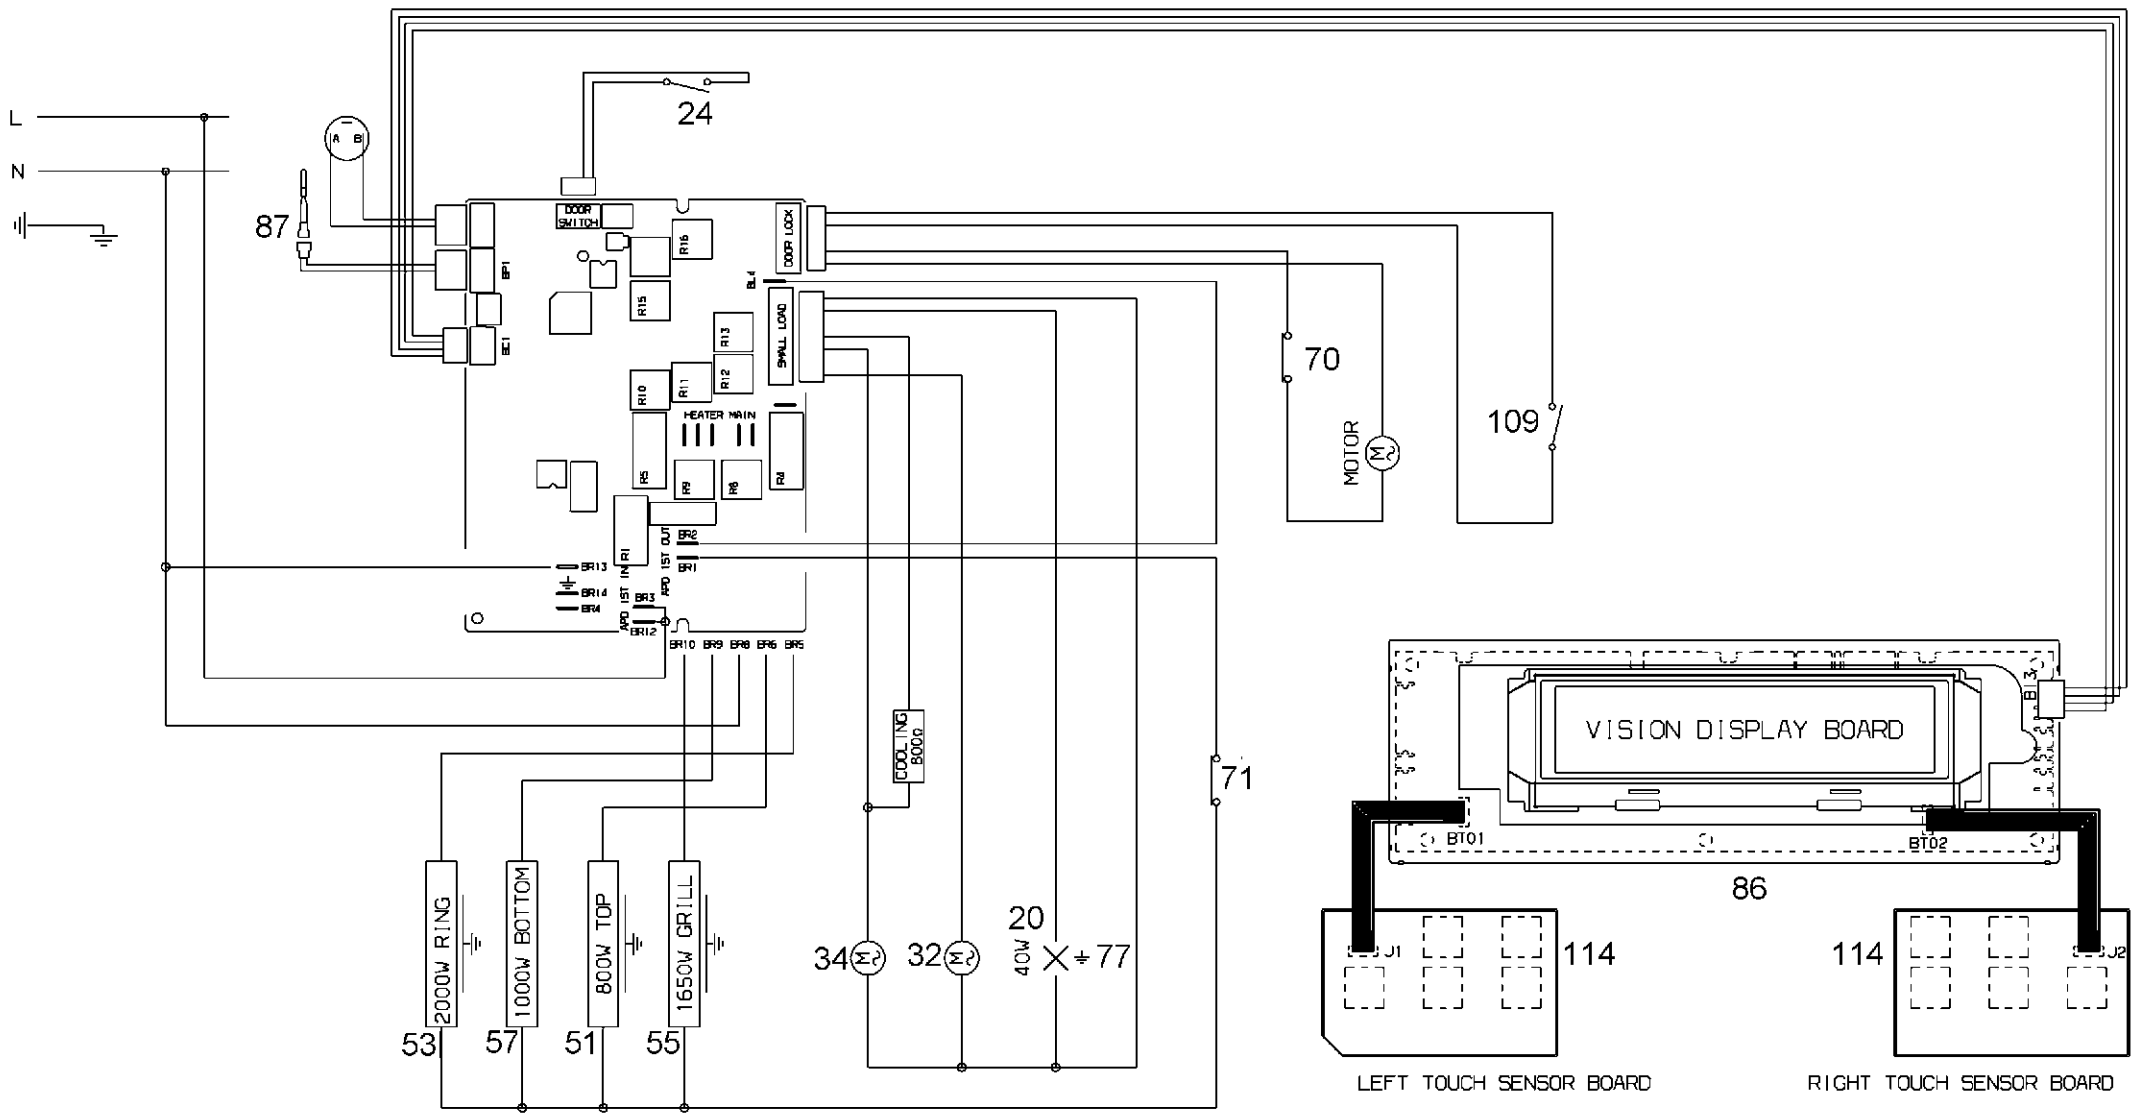 L
N
24
A B
87
DOOR
SWITCH
R16
DOOR LOCK
BP1
BL4
R15
SMALL LOAD
R13
BC1
R12
R11
R10
70
HEATER MAIN
109
MOTOR
M
R5
R9
R8
R4
R1
APD 1ST OUT
BR2
BR1
BR13
BR14
BR4
APD 1ST IN
BR3
BR12
BR10 BR9 BR8 BR6 BR5
COOLING
800Ω
71
VISION DISPLAY BOARD
BT01
BT02
86
2000W RING
1000W BOTTOM
800W TOP
1650W GRILL
53
57
51
55
34
M
32
M
20
40W
77
J1
114
114
J2
LEFT TOUCH SENSOR BOARD
RIGHT TOUCH SENSOR BOARD